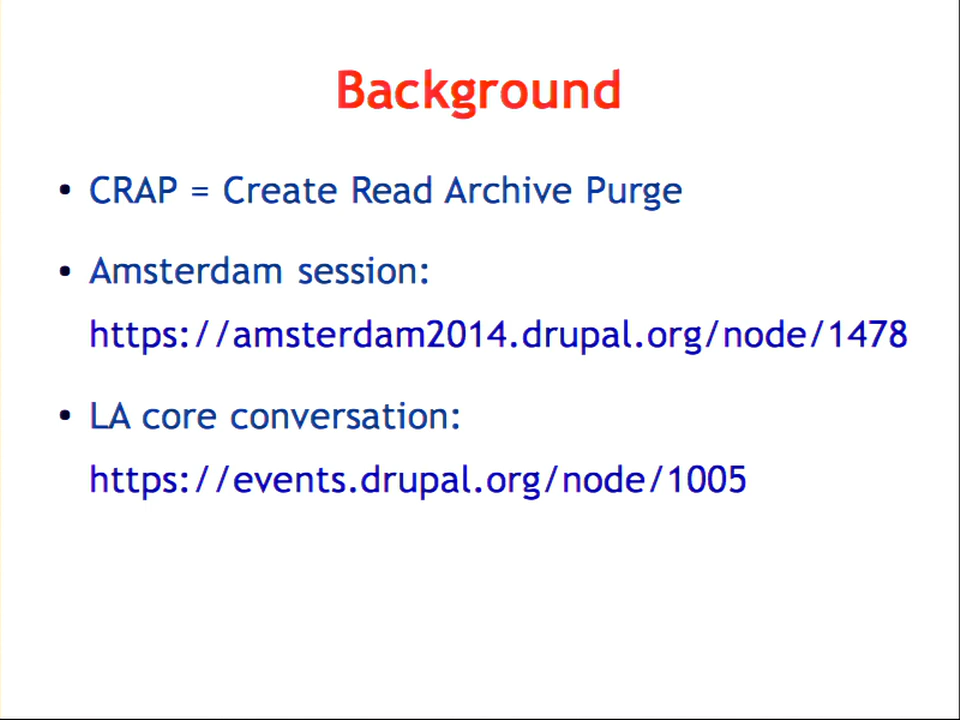 Background
• CRAP = Create Read Archive Purge
• Amsterdam session:
https://amsterdam2014.drupal.org/node/1478
• LA core conversation:
https://events.drupal.org/node/1005